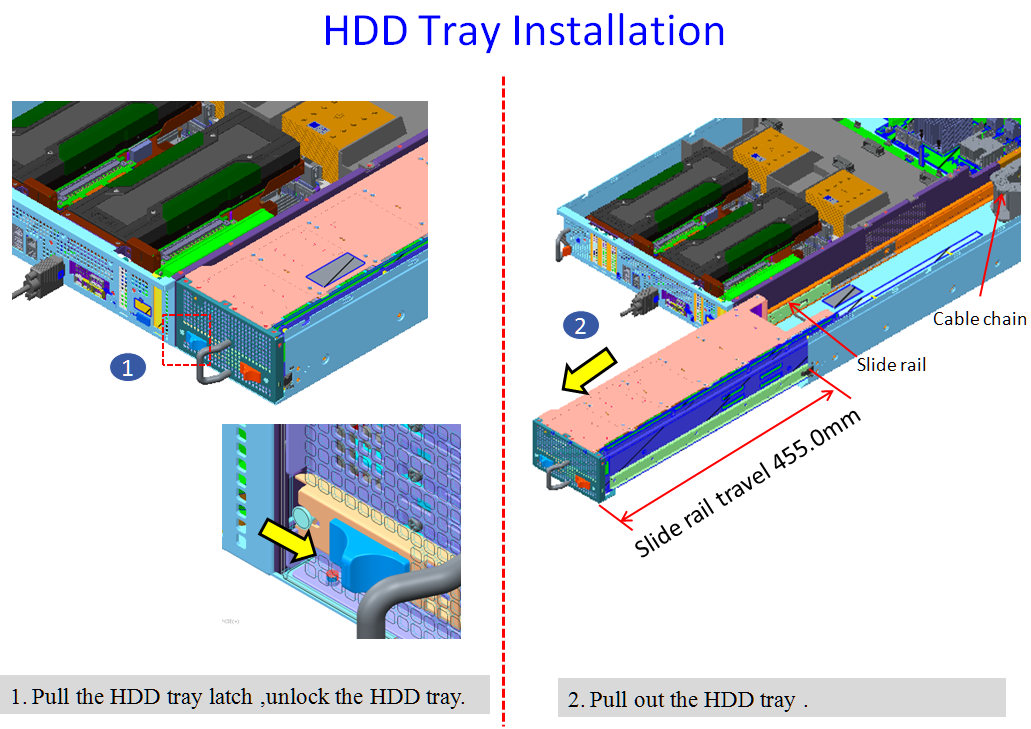 HDD Tray Installation
1
2
Cable chain
Slide rail
Slide rail travel 455.0mm
1. Pull the HDD tray latch ,unlock the HDD tray.
2. Pull out the HDD tray .